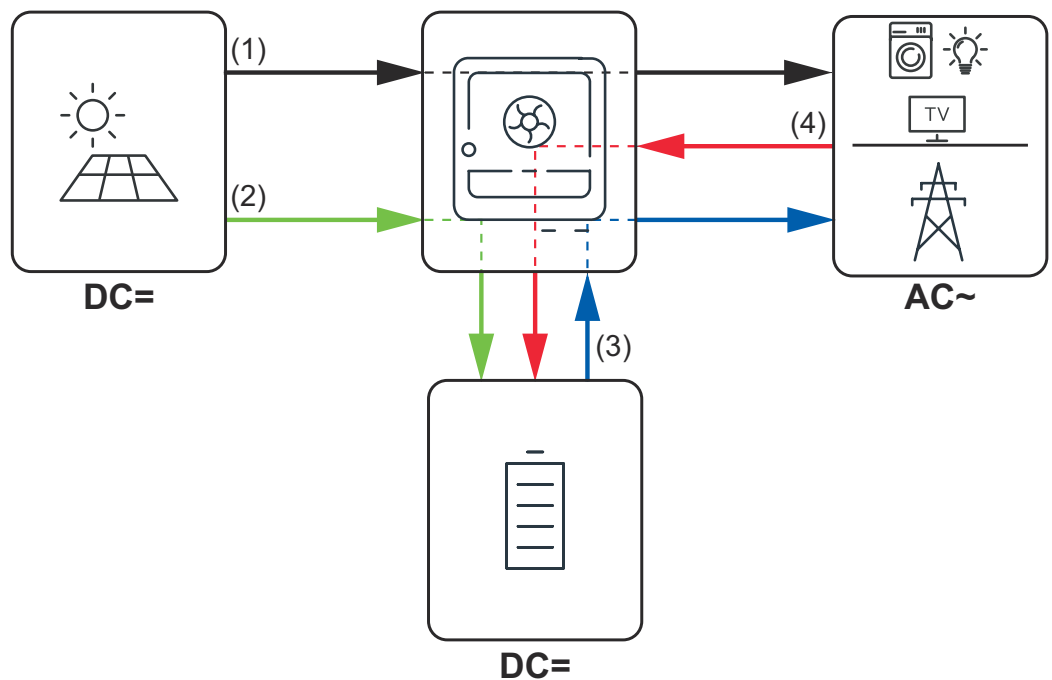 (1)
TV
(4)
(2)
DC=
AC~
(3)
DC=